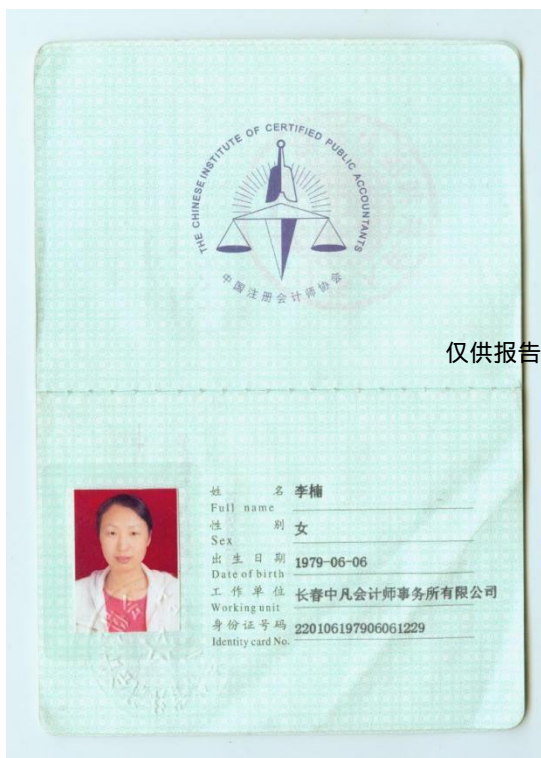 THE CHINESE INSTITUTE OF CERTIFIED PUBLIC ACCOUNTANTS
中国注册会计师协会
仅供报告
姓 名 李楠
Full name
性 别 女
Sex
出生日期 1979-06-06
Date of birth
工作单位 长春中凡会计师事务所有限公司
Working unit
身份证号码 220106197906061229
Identity card No.